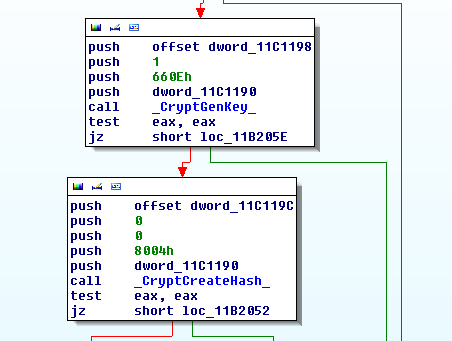 push offset dword_11C1198
push 1
push 660Eh
push dword_11C1190
call _CryptGenKey_
test eax, eax
jz short loc_11B205E
push offset dword_11C119C
push 0
push 0
push 8004h
push dword_11C1190
call _CryptCreateHash_
test eax, eax
jz short loc_11B2052